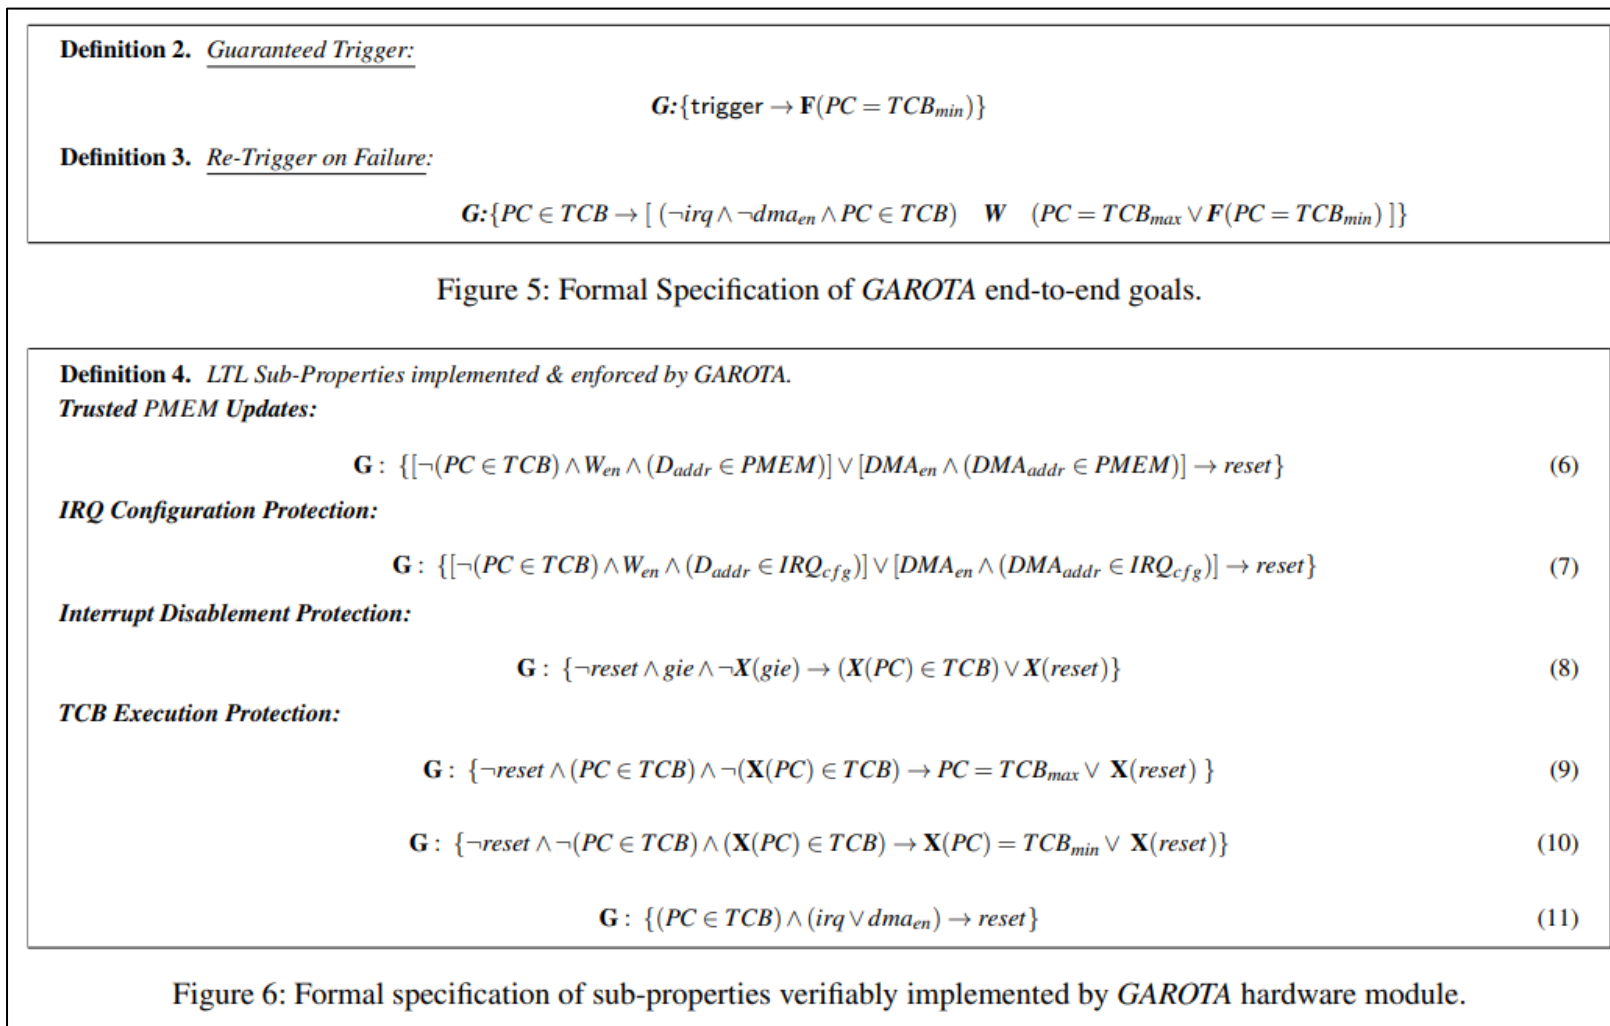 Definition 2. Guaranteed Trigger:
G:{trigger → F(PC = TCB_min)}
Definition 3. Re-Trigger on Failure:
G:{PC ∈ TCB → [ (¬irq ∧ ¬dma_en ∧ PC ∈ TCB) W (PC = TCB_max ∨ F(PC = TCB_min) ]}
Figure 5: Formal Specification of GAROTA end-to-end goals.
Definition 4. LTL Sub-Properties implemented & enforced by GAROTA.
Trusted PMEM Updates:
G : {[¬(PC ∈ TCB) ∧ W_en ∧ (D_addr ∈ PMEM)] ∨ [DMA_en ∧ (DMA_addr ∈ PMEM)] → reset} (6)
IRQ Configuration Protection:
G : {[¬(PC ∈ TCB) ∧ W_en ∧ (D_addr ∈ IRQ_cfg)] ∨ [DMA_en ∧ (DMA_addr ∈ IRQ_cfg)] → reset} (7)
Interrupt Disablement Protection:
G : {¬reset ∧ gie ∧ ¬X(gie) → (X(PC) ∈ TCB) ∨ X(reset)} (8)
TCB Execution Protection:
G : {¬reset ∧ (PC ∈ TCB) ∧ ¬(X(PC) ∈ TCB) → PC = TCB_max ∨ X(reset) } (9)
G : {¬reset ∧ ¬(PC ∈ TCB) ∧ (X(PC) ∈ TCB) → X(PC) = TCB_min ∨ X(reset)} (10)
G : {(PC ∈ TCB) ∧ (irq ∨ dma_en) → reset} (11)
Figure 6: Formal specification of sub-properties verifiably implemented by GAROTA hardware module.